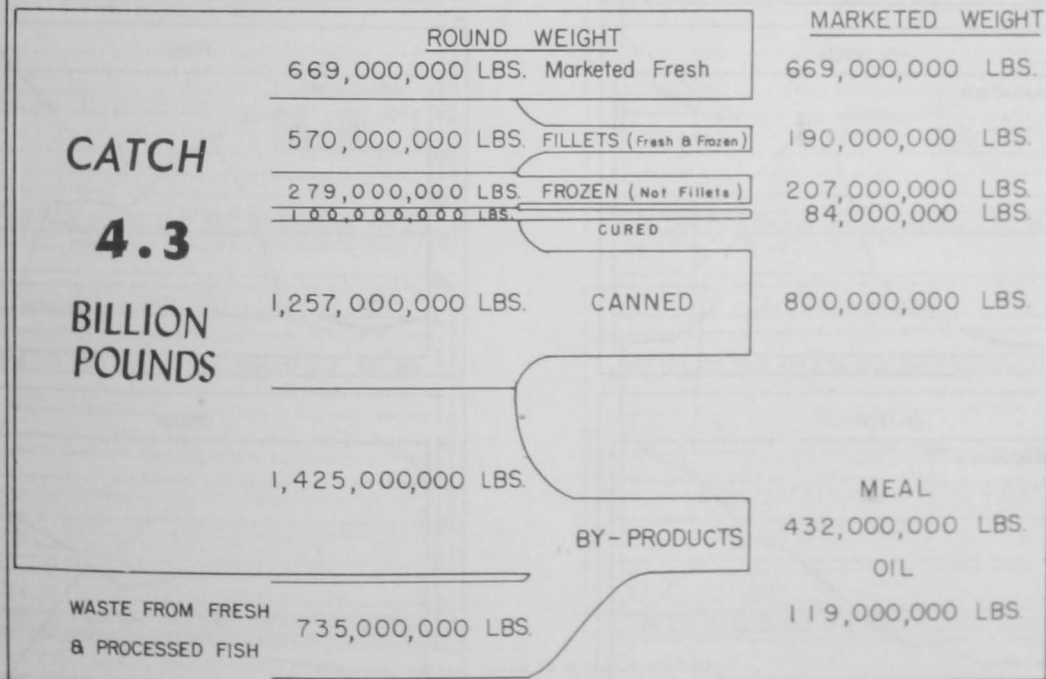 ROUND WEIGHT
MARKETED WEIGHT
669,000,000 LBS. Marketed Fresh 669,000,000 LBS.
CATCH
4.3
BILLION
POUNDS
570,000,000 LBS. FILLETS (Fresh & Frozen) 190,000,000 LBS.
279,000,000 LBS. FROZEN (Not Fillets) 207,000,000 LBS.
100,000,000 LBS. 84,000,000 LBS.
CURED
1,257,000,000 LBS. CANNED 800,000,000 LBS.
1,425,000,000 LBS.
MEAL
BY-PRODUCTS 432,000,000 LBS.
OIL
119,000,000 LBS
WASTE FROM FRESH
& PROCESSED FISH
735,000,000 LBS.